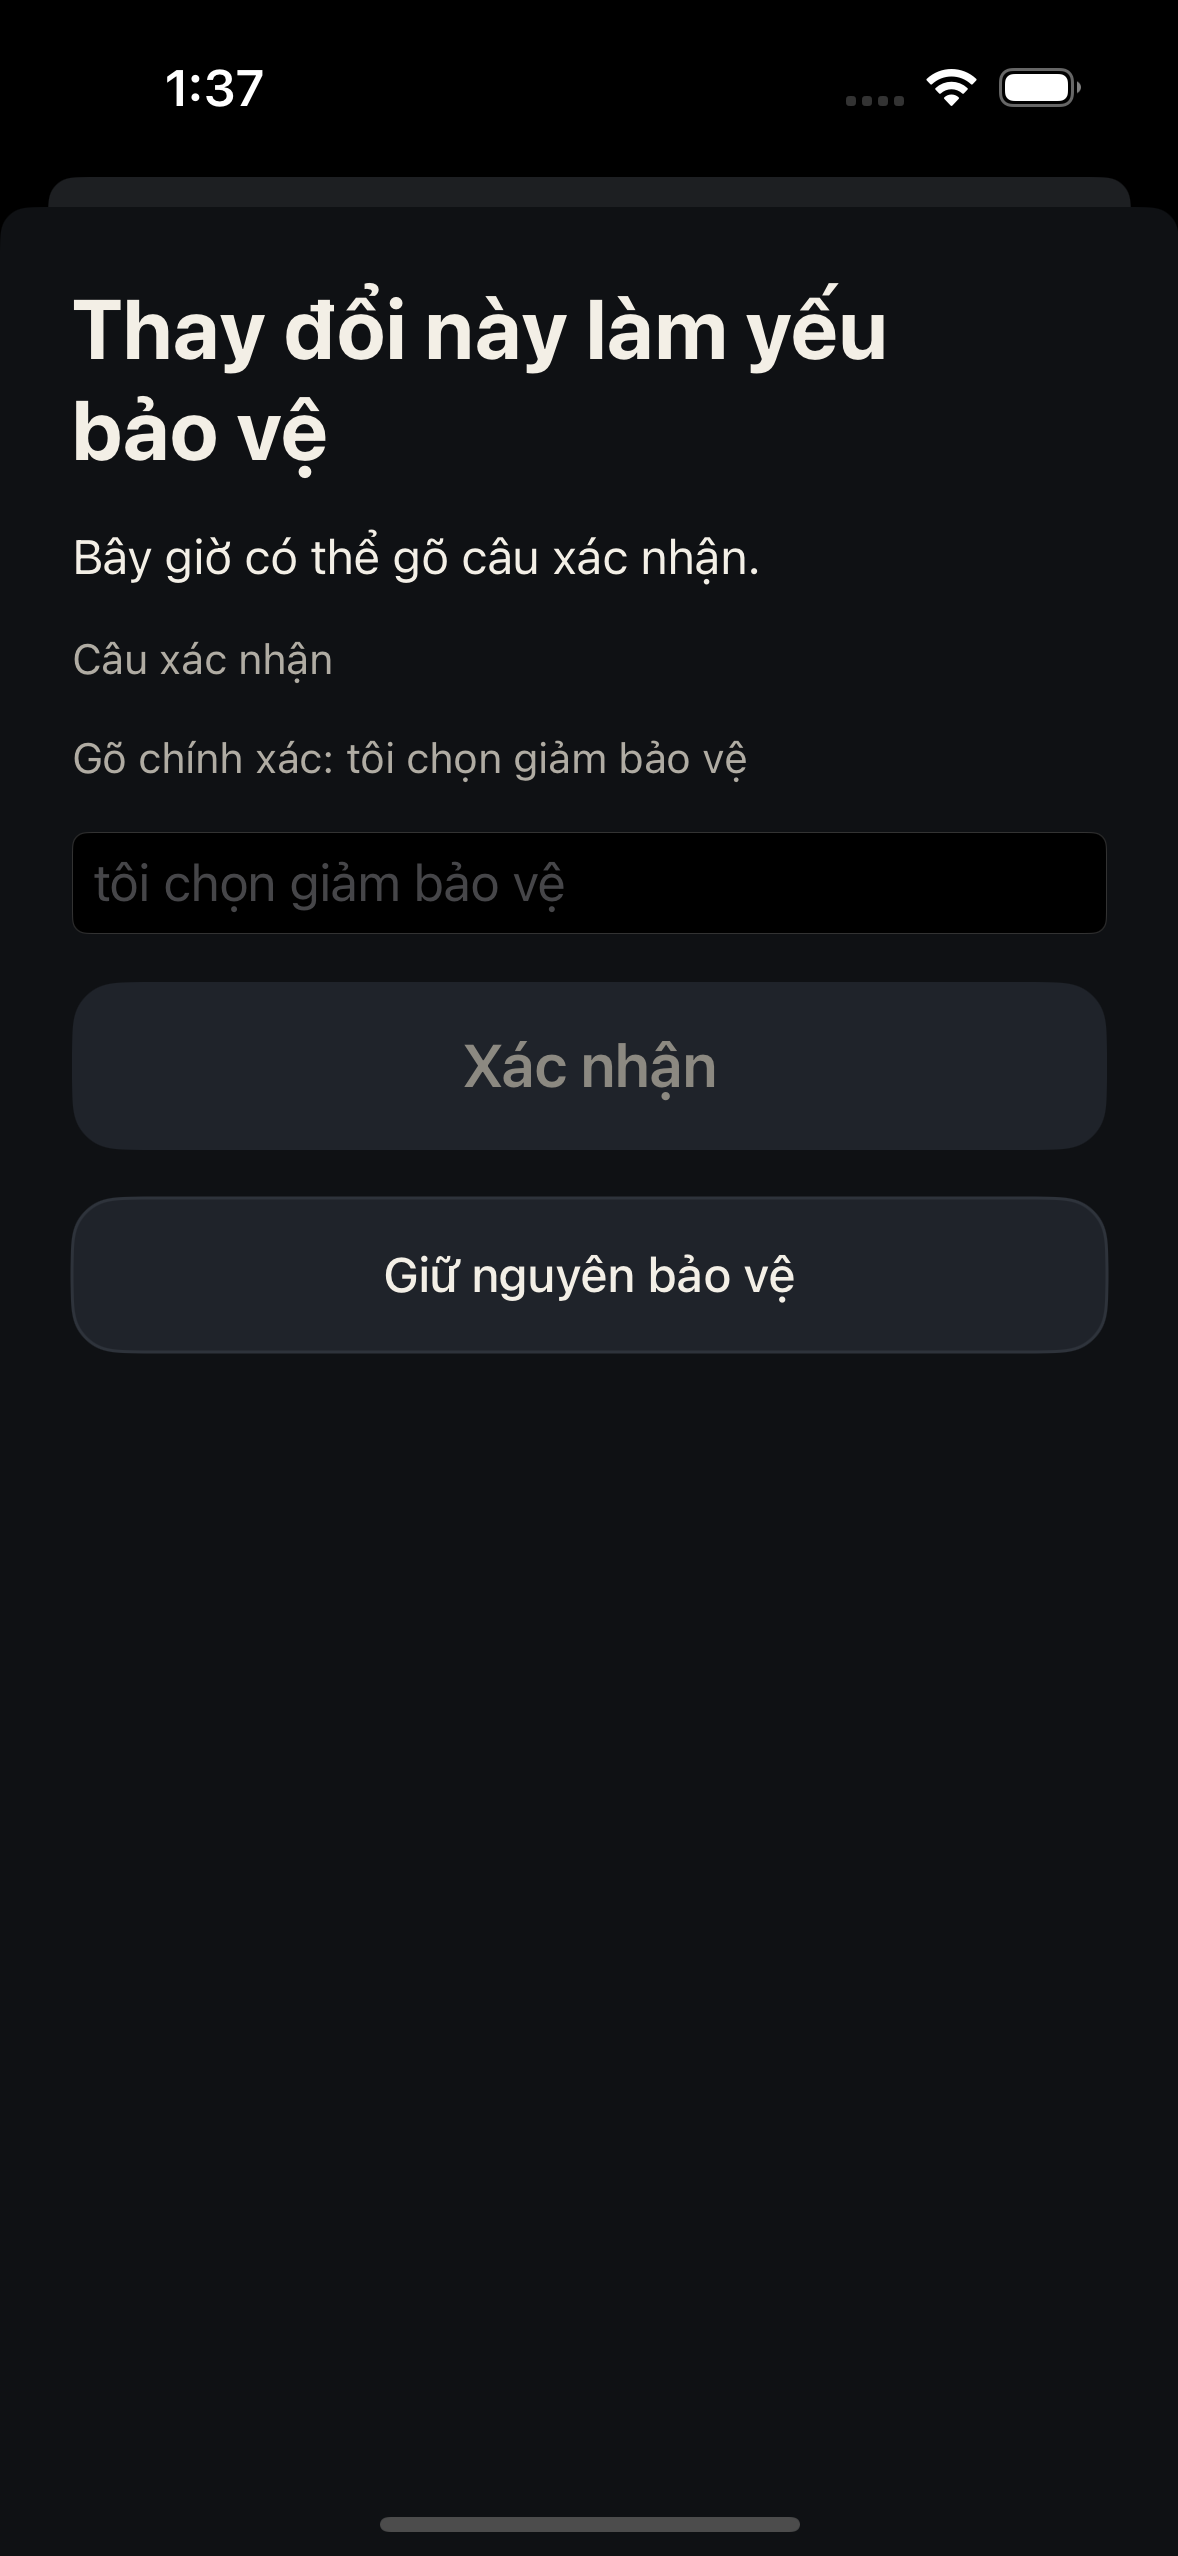 1:37
Thay đổi này làm yếu
bảo vệ
Bây giờ có thể gõ câu xác nhận.
Câu xác nhận
Gõ chính xác: tôi chọn giảm bảo vệ
tôi chọn giảm bảo vệ
Xác nhận
Giữ nguyên bảo vệ